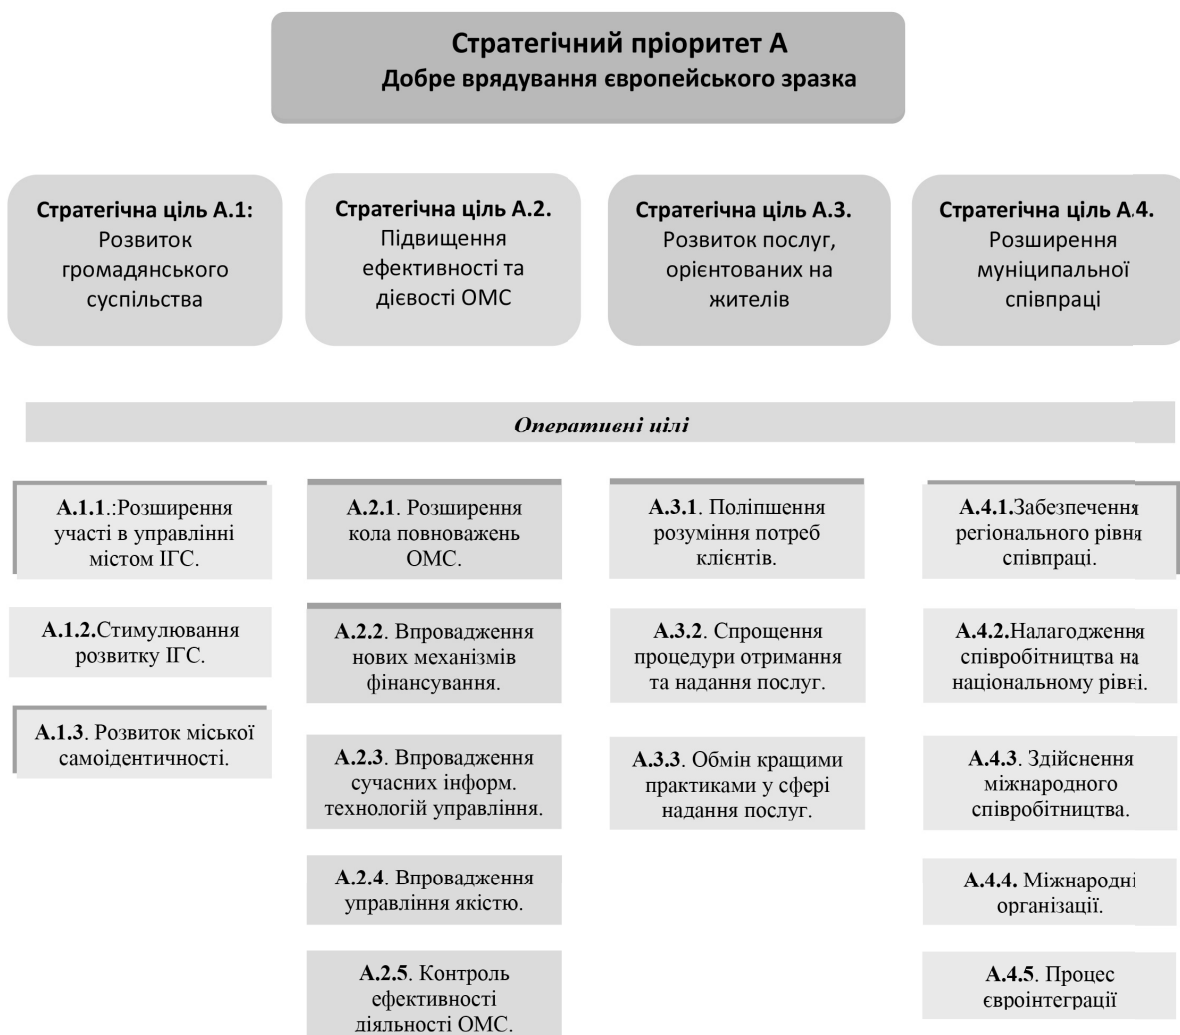 Стратегічний пріоритет А
Добре врядування європейського зразка
Стратегічна ціль А.1:
Розвиток
громадянського
суспільства
Стратегічна ціль А.2.
Підвищення
ефективності та
дієвості ОМС
Стратегічна ціль А.3.
Розвиток послуг,
орієнтованих на
жителів
Стратегічна ціль А.4.
Розширення
муніципальної
співпраці
Оперативні цілі
А.1.1.:Розширення
участі в управлінні
містом ІГС.
А.1.2.Стимулювання
розвитку ІГС.
А.1.3. Розвиток міської
самоідентичності.
А.2.1. Розширення
кола повноважень
ОМС.
А.2.2. Впровадження
нових механізмів
фінансування.
А.2.3. Впровадження
сучасних інформ.
технологій управління.
А.2.4. Впровадження
управління якістю.
А.2.5. Контроль
ефективності
діяльності ОМС.
А.3.1. Поліпшення
розуміння потреб
клієнтів.
А.3.2. Спрощення
процедури отримання
та надання послуг.
А.3.3. Обмін кращими
практиками у сфері
надання послуг.
А.4.1.Забезпечення
регіонального рівня
співпраці.
А.4.2.Налагодження
співробітництва на
національному рівні.
А.4.3. Здійснення
міжнародного
співробітництва.
А.4.4. Міжнародні
організації.
А.4.5. Процес
євроінтеграції